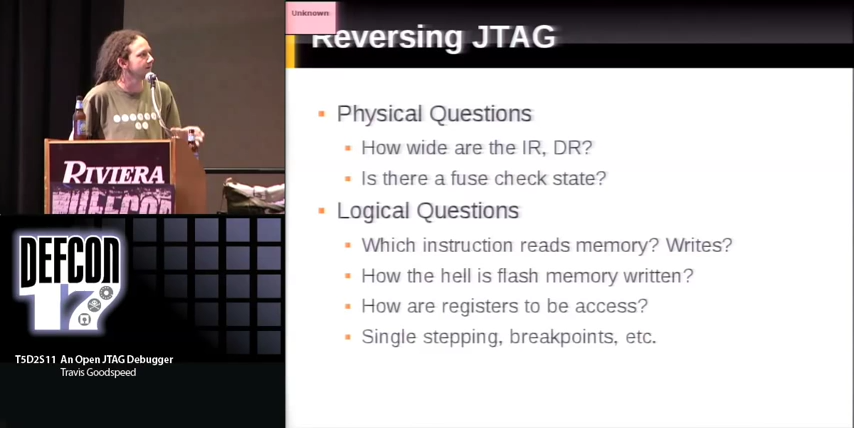 Unknown
Reversing JTAG
Physical Questions
How wide are the IR, DR?
Is there a fuse check state?
Logical Questions
Which instruction reads memory? Writes?
How the hell is flash memory written?
How are registers to be access?
Single stepping, breakpoints, etc.
RIVIERA
DEFCON
DEFCON
17
T5D2S11 An Open JTAG Debugger
Travis Goodspeed